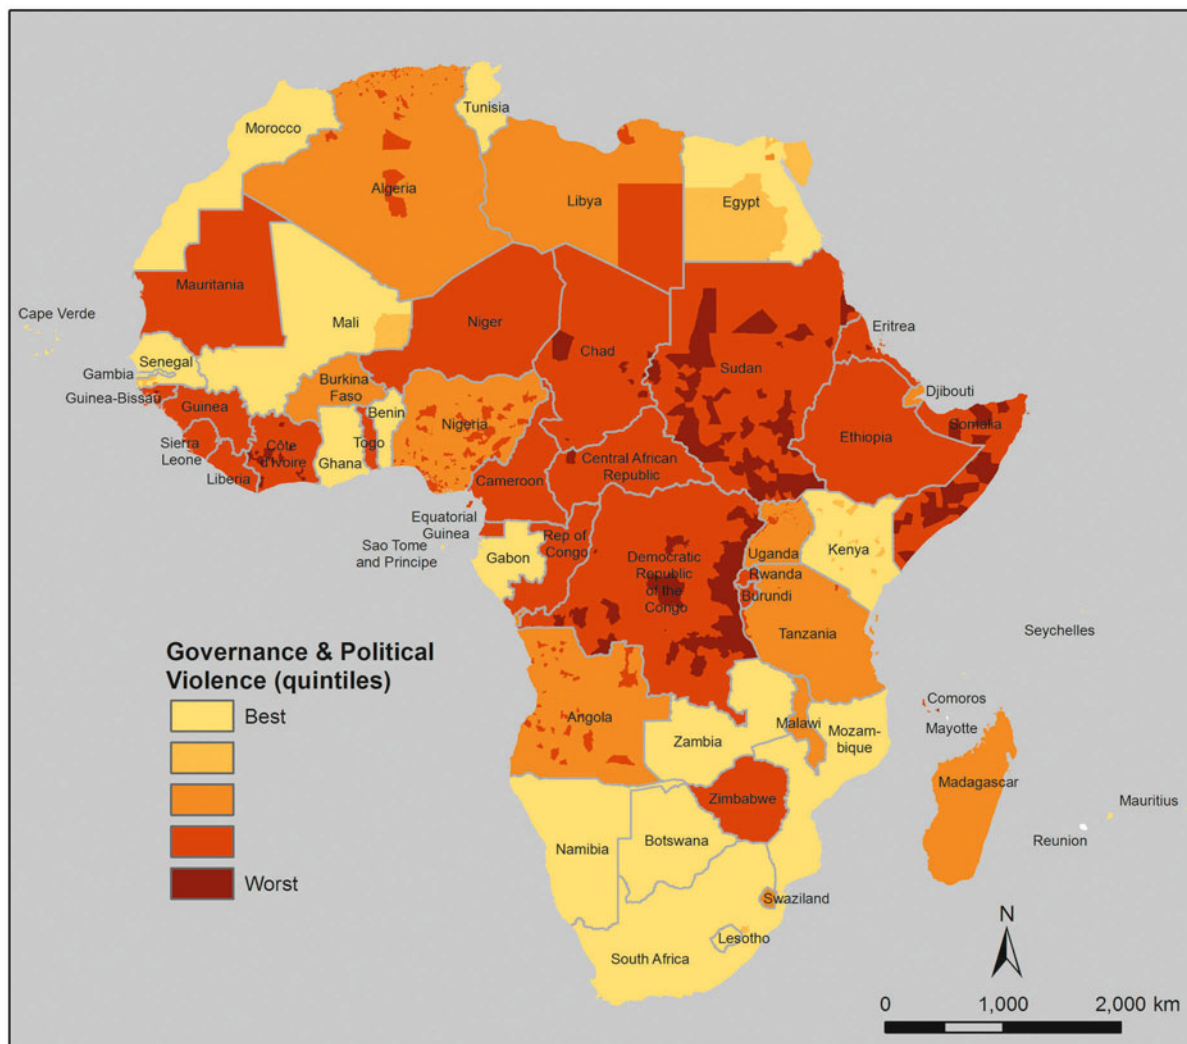 Tunisia
Morocco
Algeria
Libya
Egypt
Mauritania
Cape Verde
Mali
Niger
Chad
Sudan
Eritrea
Senegal
Gambia
Guinea-Bissau
Guinea
Burkina
Faso
Benin
Nigeria
Djibouti
Somalia
Ethiopia
Sierra
Leone
Côte
d'Ivoire
Togo
Ghana
Liberia
Central African
Republic
Cameroon
Equatorial
Guinea
Sao Tome
and Principe
Gabon
Rep of
Congo
Democratic
Republic
of the
Congo
Uganda
Kenya
Rwanda
Burundi
Tanzania
Seychelles
Governance & Political
Violence (quintiles)
Best
Worst
Angola
Zambia
Malawi
Mozam-
bique
Comoros
Mayotte
Madagascar
Mauritius
Reunion
Zimbabwe
Namibia
Botswana
Swaziland
Lesotho
South Africa
N
0 1,000 2,000 km